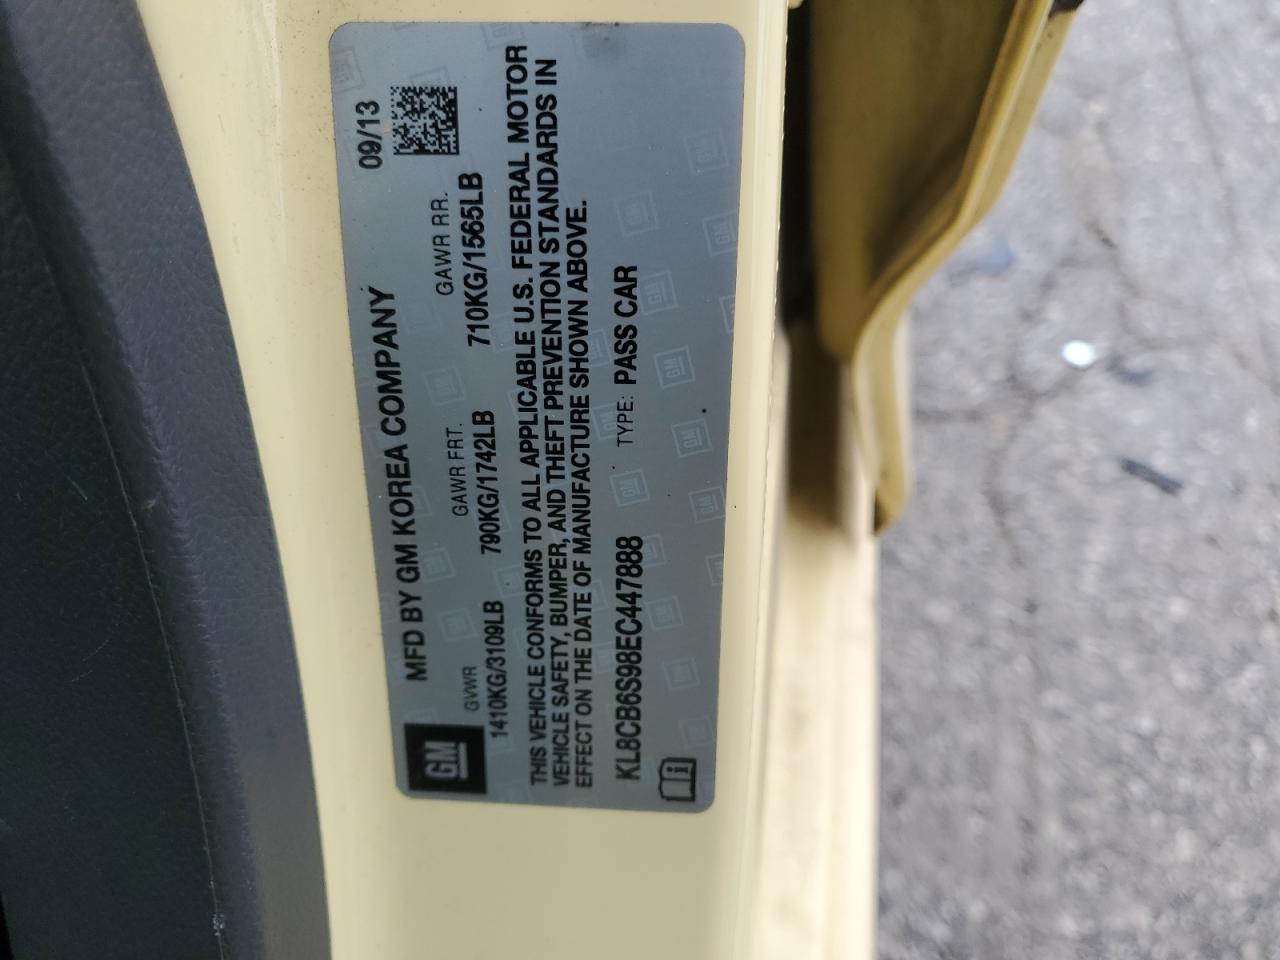 MFD BY GM KOREA COMPANY 09/13
GM
GVWR GAWR FRT. GAWR RR.
1410KG/3109LB 790KG/1742LB 710KG/1565LB
THIS VEHICLE CONFORMS TO ALL APPLICABLE U.S. FEDERAL MOTOR
VEHICLE SAFETY, BUMPER, AND THEFT PREVENTION STANDARDS IN
EFFECT ON THE DATE OF MANUFACTURE SHOWN ABOVE.
KL8CB6S98EC447888 TYPE: PASS CAR